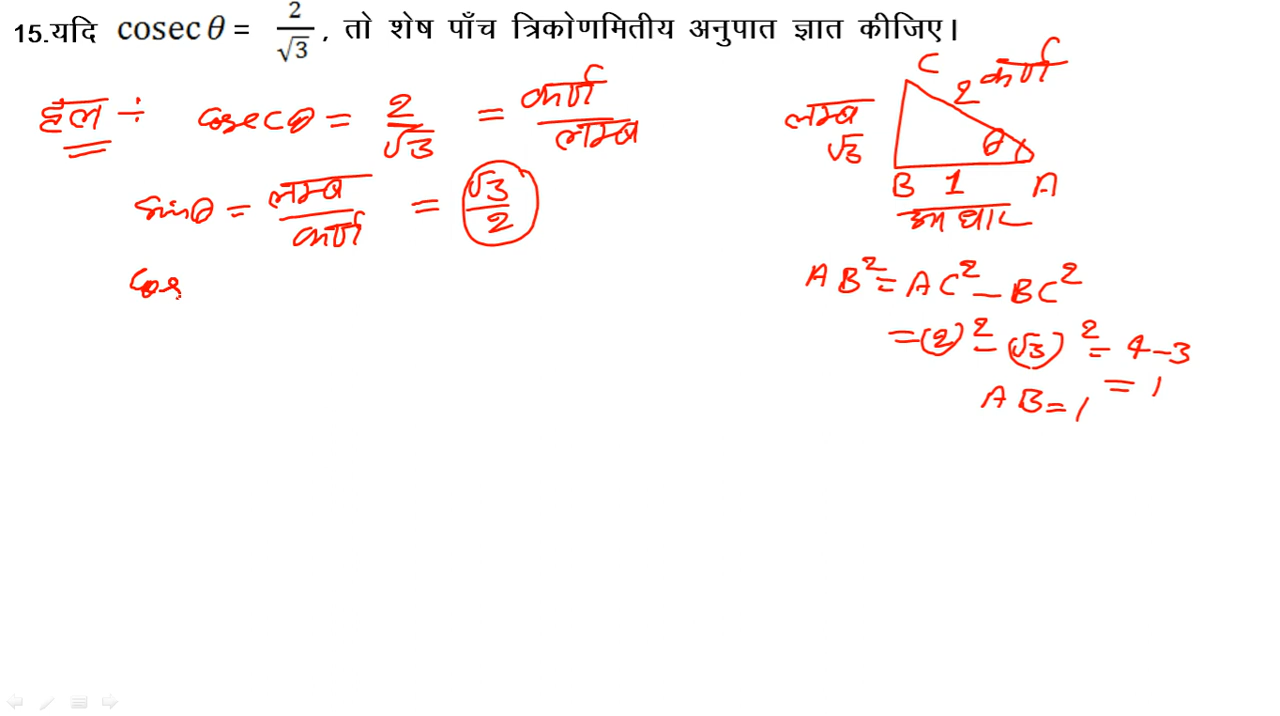 15.यदि cosec θ = 2/√3 , तो शेष पाँच त्रिकोणमितीय अनुपात ज्ञात कीजिए।
हल ÷ cosec θ = 2/√3 = कर्ण/लम्ब
sinθ = लम्ब/कर्ण = √3/2
cos
C
2 कर्ण
लम्ब
√3
θ
B 1 A
आधार
AB² = AC² - BC²
= (2)² - (√3)² = 4-3
= 1
AB = 1